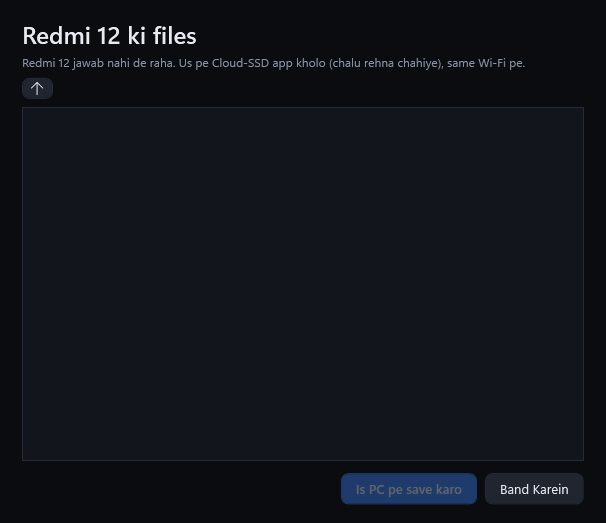 Redmi 12 ki files
Redmi 12 jawab nahi de raha. Us pe Cloud-SSD app kholo (chalu rehna chahiye), same Wi-Fi pe.
Is PC pe save karo
Band Karein